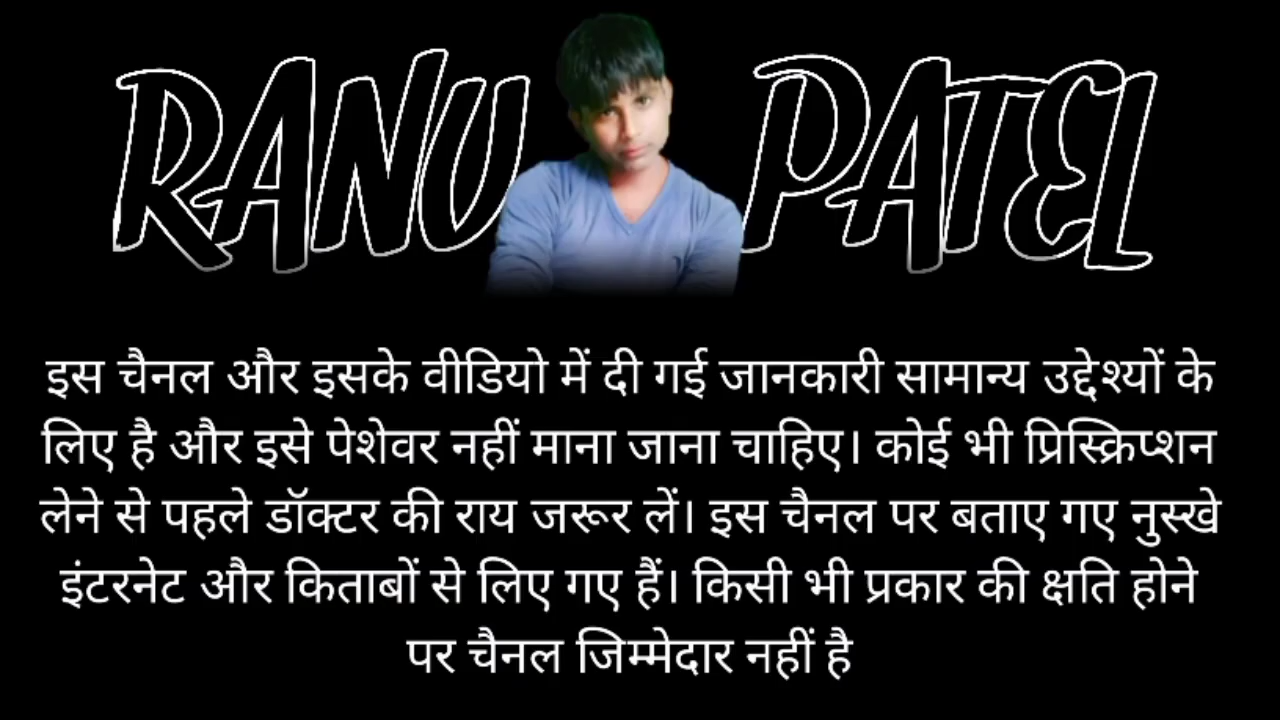 RANU PATEL
इस चैनल और इसके वीडियो में दी गई जानकारी सामान्य उद्देश्यों के
लिए है और इसे पेशेवर नहीं माना जाना चाहिए। कोई भी प्रिस्क्रिप्शन
लेने से पहले डॉक्टर की राय जरूर लें। इस चैनल पर बताए गए नुस्खे
इंटरनेट और किताबों से लिए गए हैं। किसी भी प्रकार की क्षति होने
पर चैनल जिम्मेदार नहीं है